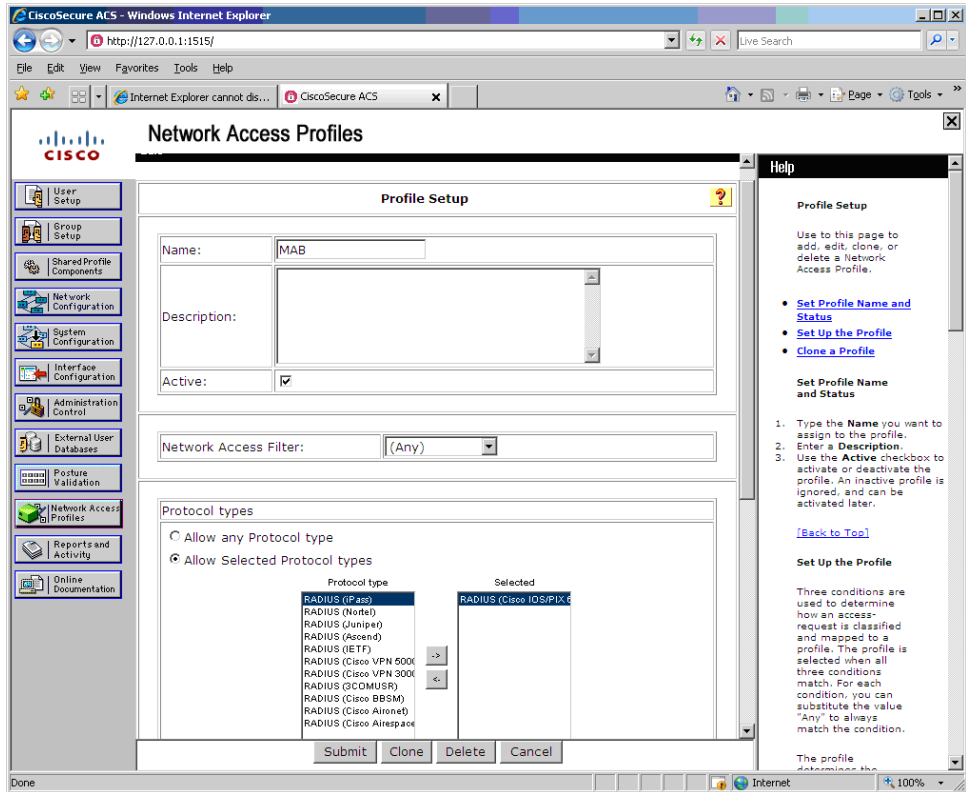 CiscoSecure ACS - Windows Internet Explorer
http://127.0.0.1:1515/
Live Search
File Edit View Favorites Tools Help
Internet Explorer cannot dis... CiscoSecure ACS
Page Tools
CISCO
Network Access Profiles
User Setup
Group Setup
Shared Profile Components
Network Configuration
System Configuration
Interface Configuration
Administration Control
External User Databases
Posture Validation
Network Access Profiles
Reports and Activity
Online Documentation
Profile Setup
?
Name: MAB
Description:
Active:
Network Access Filter: (Any)
Protocol types
Allow any Protocol type
Allow Selected Protocol types
Protocol type
RADIUS (iPass)
RADIUS (Nortel)
RADIUS (Juniper)
RADIUS (Ascend)
RADIUS (IETF)
RADIUS (Cisco VPN 500
RADIUS (Cisco VPN 300
RADIUS (3COMUSR)
RADIUS (Cisco BBSM)
RADIUS (Cisco Aironet)
RADIUS (Cisco Airespace
->
<-
Selected
RADIUS (Cisco IOS/PIX 6
Submit Clone Delete Cancel
Help
Profile Setup
Use to this page to
add, edit, clone, or
delete a Network
Access Profile.
Set Profile Name and
Status
Set Up the Profile
Clone a Profile
Set Profile Name
and Status
1. Type the Name you want to
assign to the profile.
2. Enter a Description.
3. Use the Active checkbox to
activate or deactivate the
profile. An inactive profile is
ignored, and can be
activated later.
[Back to Top]
Set Up the Profile
Three conditions are
used to determine
how an access-
request is classified
and mapped to a
profile. The profile is
selected when all
three conditions
match. For each
condition, you can
substitute the value
"Any" to always
match the condition.
The profile
determines the
Done
Internet
100%